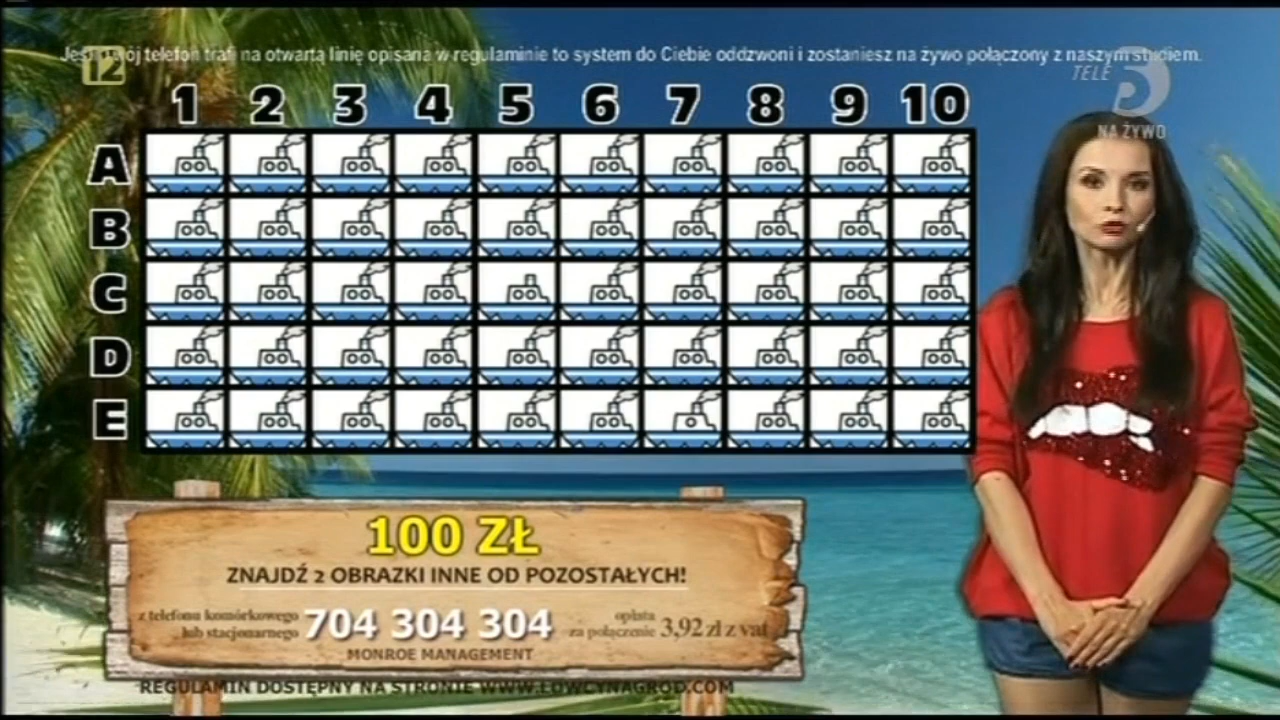 Jeśli Twój telefon trafi na otwartą linię opisaną w regulaminie to system do Ciebie oddzwoni i zostaniesz na żywo połączony z naszym studiem.
12
TELE 5
NA ŻYWO
1 2 3 4 5 6 7 8 9 10
A
B
C
D
E
100 ZŁ
ZNAJDŹ 2 OBRAZKI INNE OD POZOSTAŁYCH!
z telefonu komórkowego
lub stacjonarnego
704 304 304
opłata
za połączenie
3,92 zł z vat
MONROE MANAGEMENT
REGULAMIN DOSTĘPNY NA STRONIE WWW.LOWCYNAGROD.COM